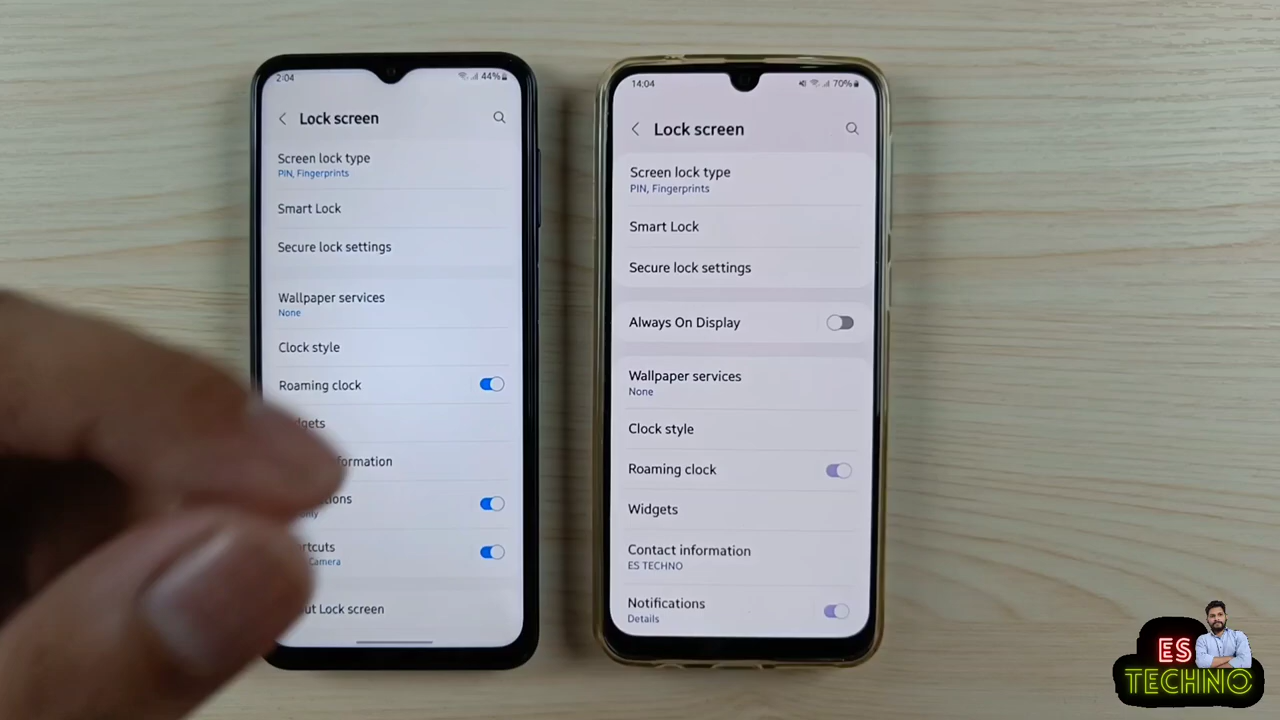 2:04
44%
Lock screen
Screen lock type
PIN, Fingerprints
Smart Lock
Secure lock settings
Wallpaper services
None
Clock style
Roaming clock
Lock screen
14:04
70%
Lock screen
Screen lock type
PIN, Fingerprints
Smart Lock
Secure lock settings
Always On Display
Wallpaper services
None
Clock style
Roaming clock
Widgets
Contact information
ES TECHNO
Notifications
Details
ES
TECHNO